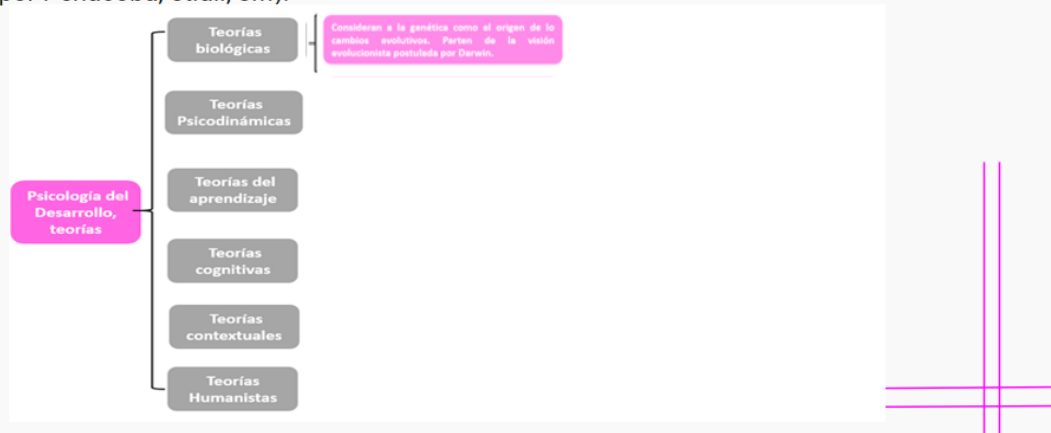 Teorías
biológicas
Consideran a la genética como el origen de lo
cambios evolutivos. Parten de la visión
evolucionista postulada por Darwin.
Teorías
Psicodinámicas
Psicología del
Desarrollo,
teorías
Teorías del
aprendizaje
Teorías
cognitivas
Teorías
contextuales
Teorías
Humanistas